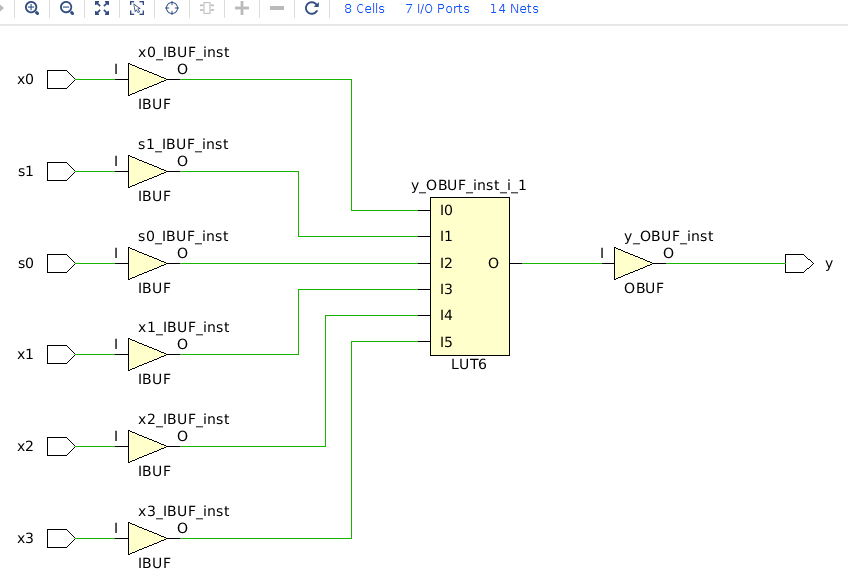 8 Cells 7 I/O Ports 14 Nets
x0_IBUF_inst
x0 I O
IBUF
s1_IBUF_inst
s1 I O
IBUF
y_OBUF_inst_i_1
I0
I1
s0_IBUF_inst
s0 I O
IBUF
I2 O
y_OBUF_inst
I O y
OBUF
I3
I4
I5
LUT6
x1_IBUF_inst
x1 I O
IBUF
x2_IBUF_inst
x2 I O
IBUF
x3_IBUF_inst
x3 I O
IBUF